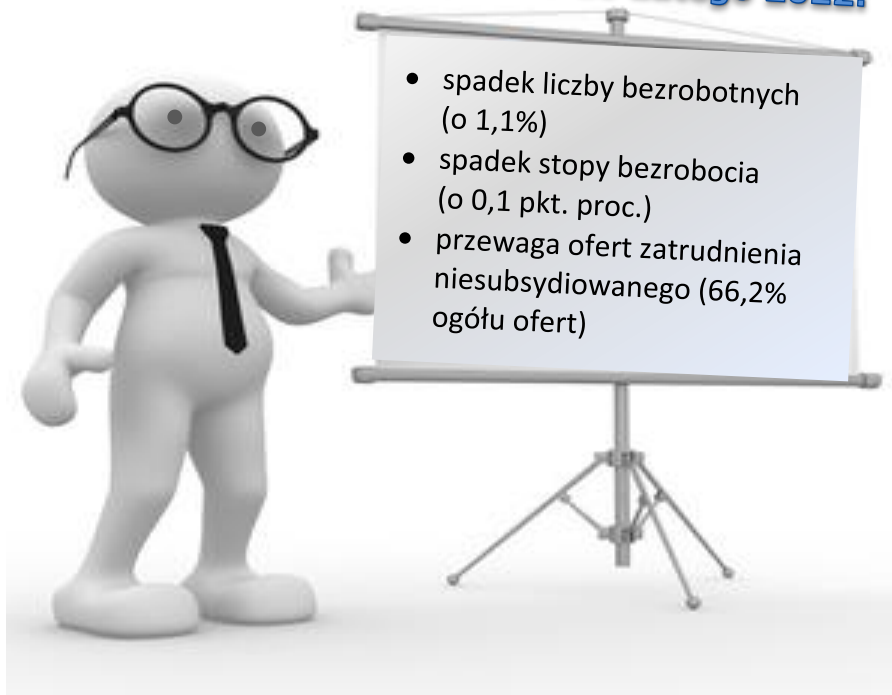 2022.
• spadek liczby bezrobotnych
(o 1,1%)
• spadek stopy bezrobocia
(o 0,1 pkt. proc.)
• przewaga ofert zatrudnienia
niesubsydiowanego (66,2%
ogółu ofert)